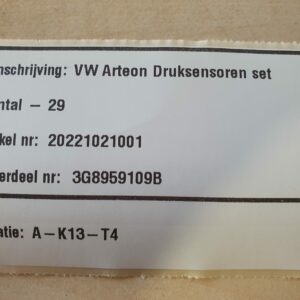 nschrijving: VW Arteon Druksensoren set
ntal – 29
kel nr: 20221021001
erdeel nr: 3G8959109B
atie: A–K13–T4